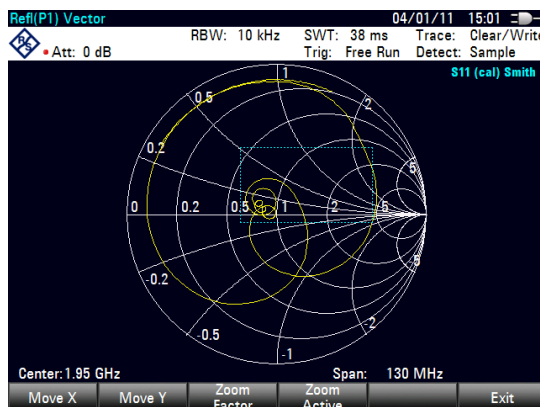 Refl(P1) Vector 04/01/11 15:01
RBW: 10 kHz SWT: 38 ms Trace: Clear/Write
Att: 0 dB Trig: Free Run Detect: Sample
S11 (cal) Smith
1
0.5 2
0.2 5
0 0.2 0.5 1 2 5
-0.2 -5
-0.5 -2
-1
Center: 1.95 GHz Span: 130 MHz
Move X Move Y Zoom Factor Zoom Active Exit